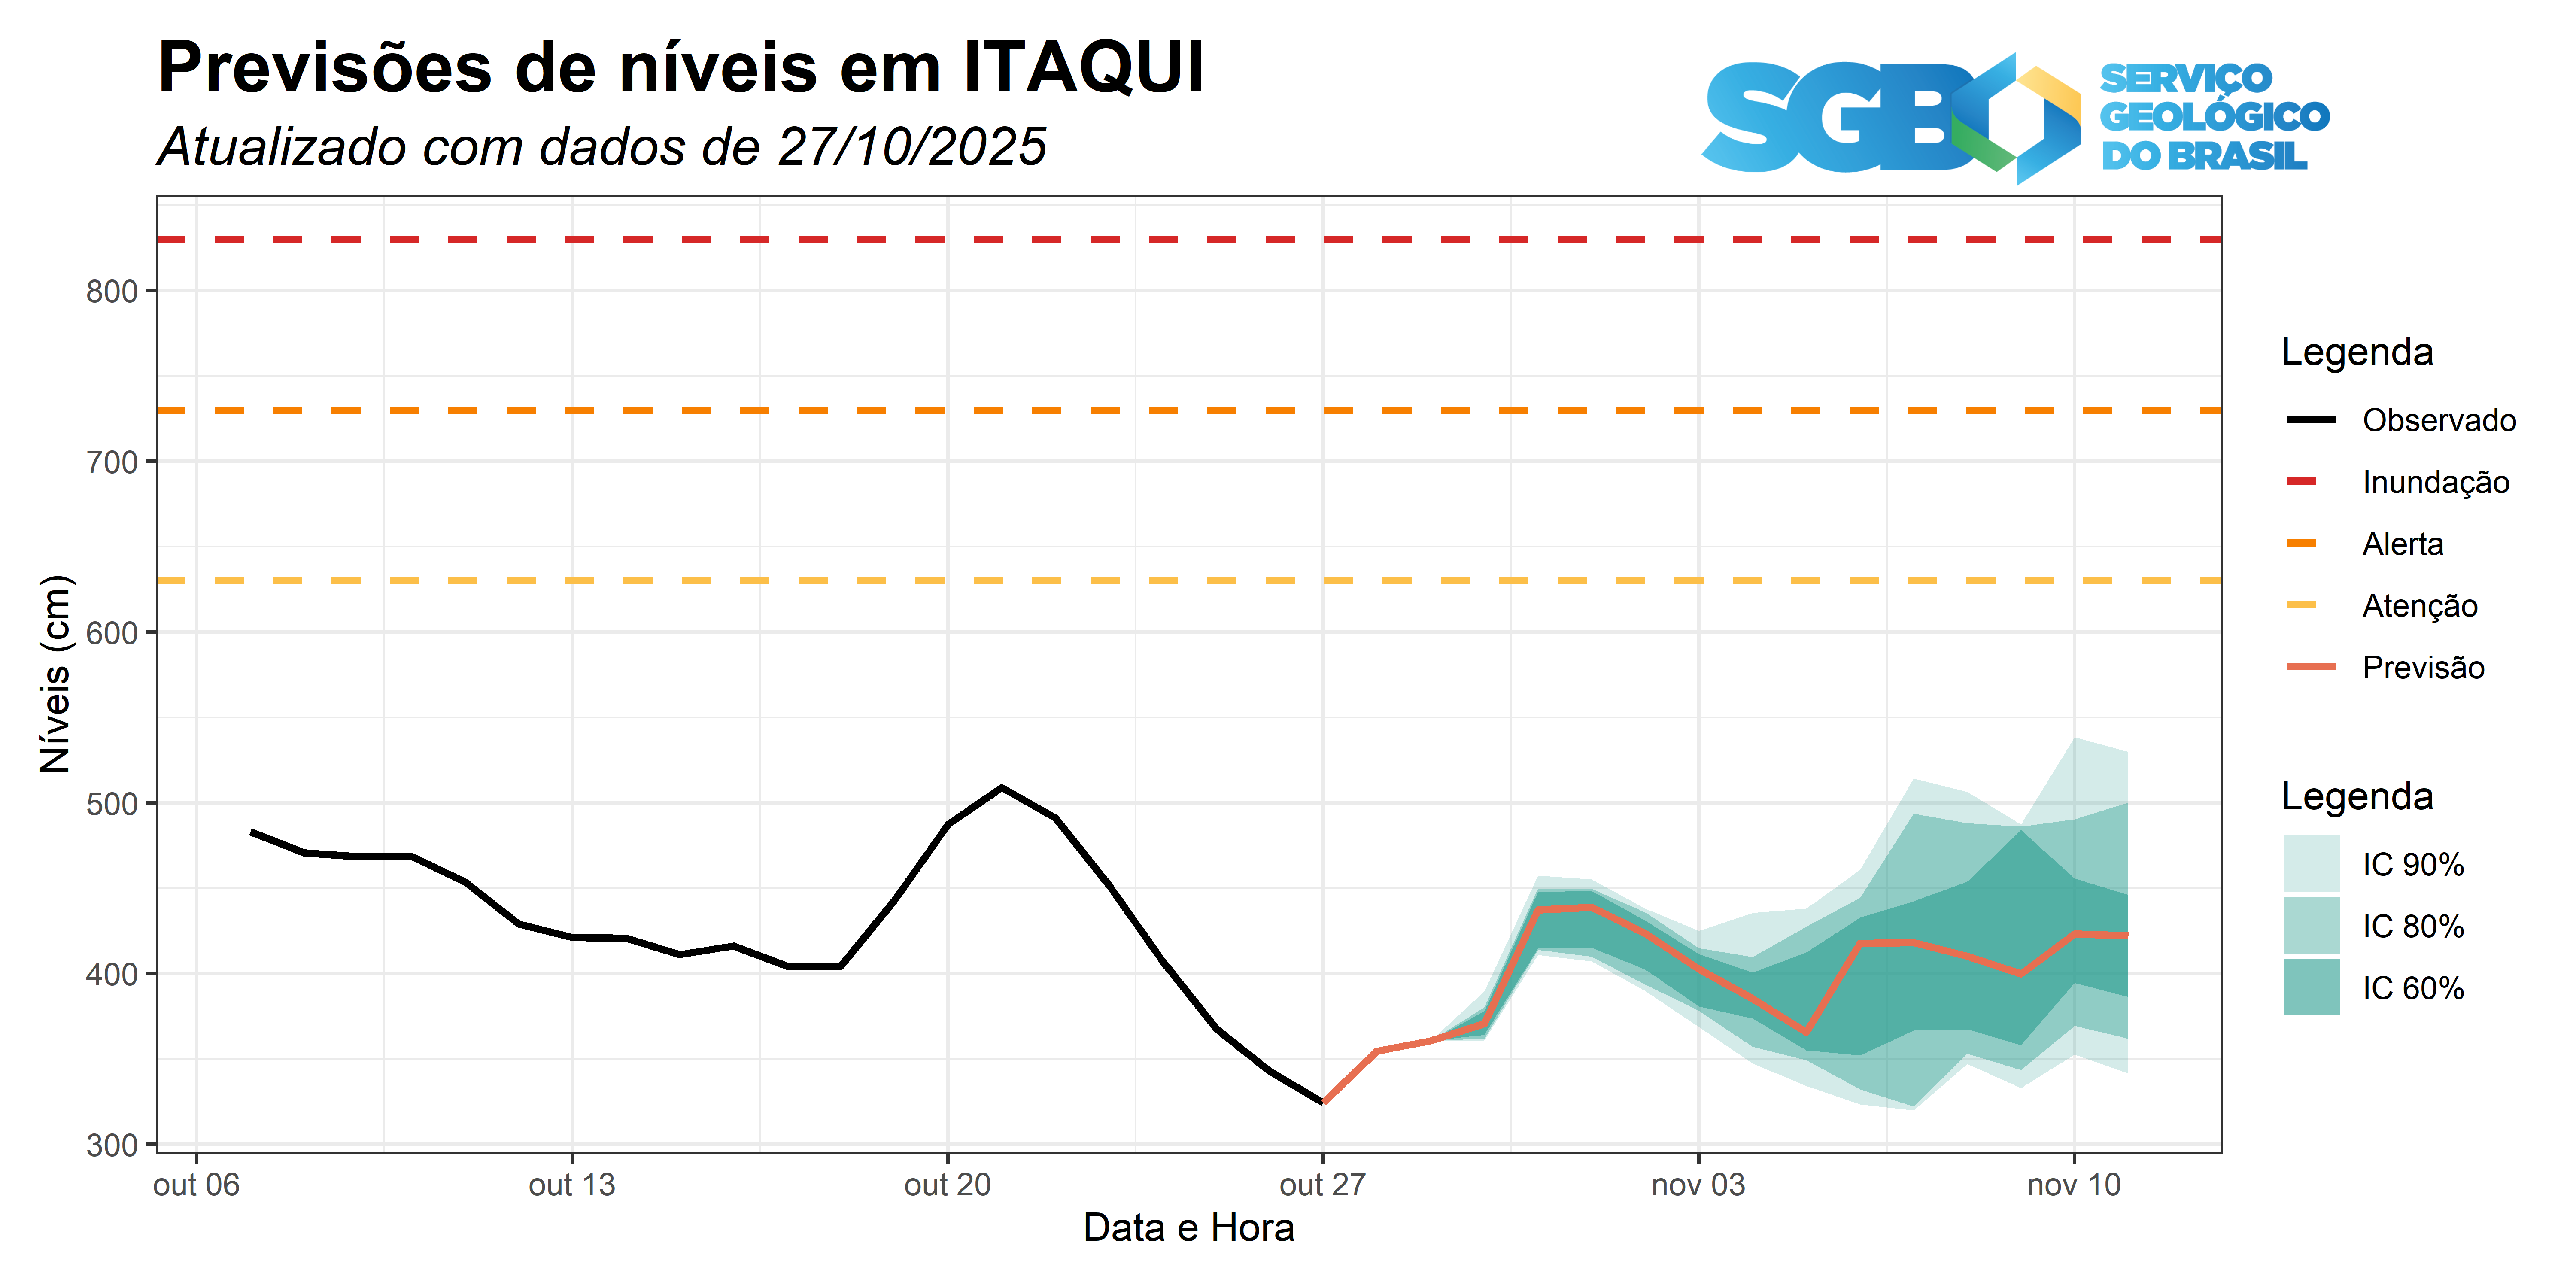 Previsões de níveis em ITAQUI
Atualizado com dados de 27/10/2025
SGB
SERVIÇO
GEOLÓGICO
DO BRASIL
800
700
600
500
400
300
Níveis (cm)
out 06
out 13
out 20
out 27
nov 03
nov 10
Data e Hora
Legenda
Observado
Inundação
Alerta
Atenção
Previsão
Legenda
IC 90%
IC 80%
IC 60%